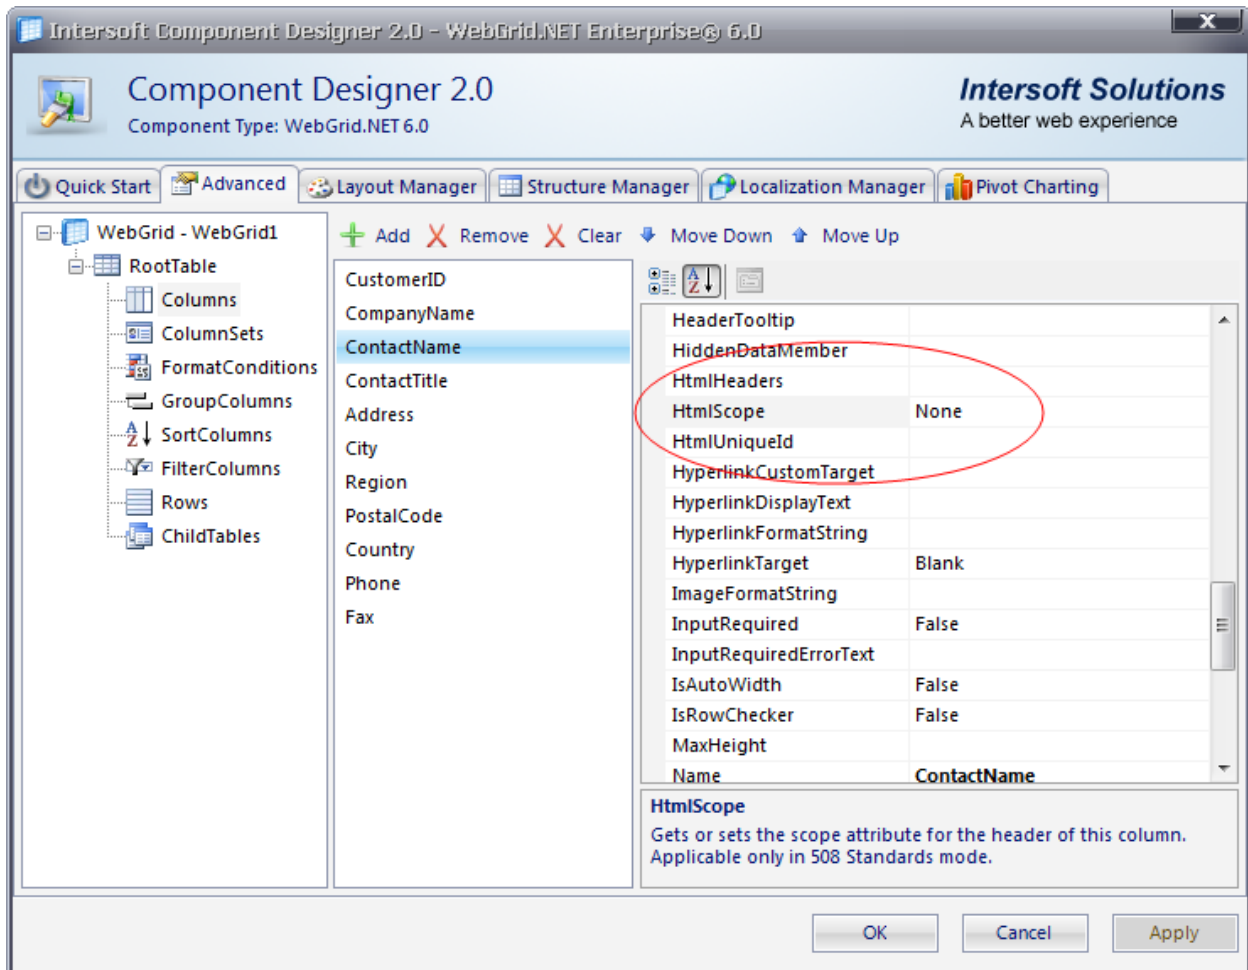 Intersoft Component Designer 2.0 - WebGrid.NET Enterprise® 6.0
X
Component Designer 2.0
Component Type: WebGrid.NET 6.0
Intersoft Solutions
A better web experience
Quick Start Advanced Layout Manager Structure Manager Localization Manager Pivot Charting
WebGrid - WebGrid1
RootTable
Columns
ColumnSets
FormatConditions
GroupColumns
SortColumns
FilterColumns
Rows
ChildTables
Add Remove Clear Move Down Move Up
CustomerID
CompanyName
ContactName
ContactTitle
Address
City
Region
PostalCode
Country
Phone
Fax
HeaderTooltip
HiddenDataMember
HtmlHeaders
HtmlScope None
HtmlUniqueId
HyperlinkCustomTarget
HyperlinkDisplayText
HyperlinkFormatString
HyperlinkTarget Blank
ImageFormatString
InputRequired False
InputRequiredErrorText
IsAutoWidth False
IsRowChecker False
MaxHeight
Name ContactName
HtmlScope
Gets or sets the scope attribute for the header of this column.
Applicable only in 508 Standards mode.
OK Cancel Apply